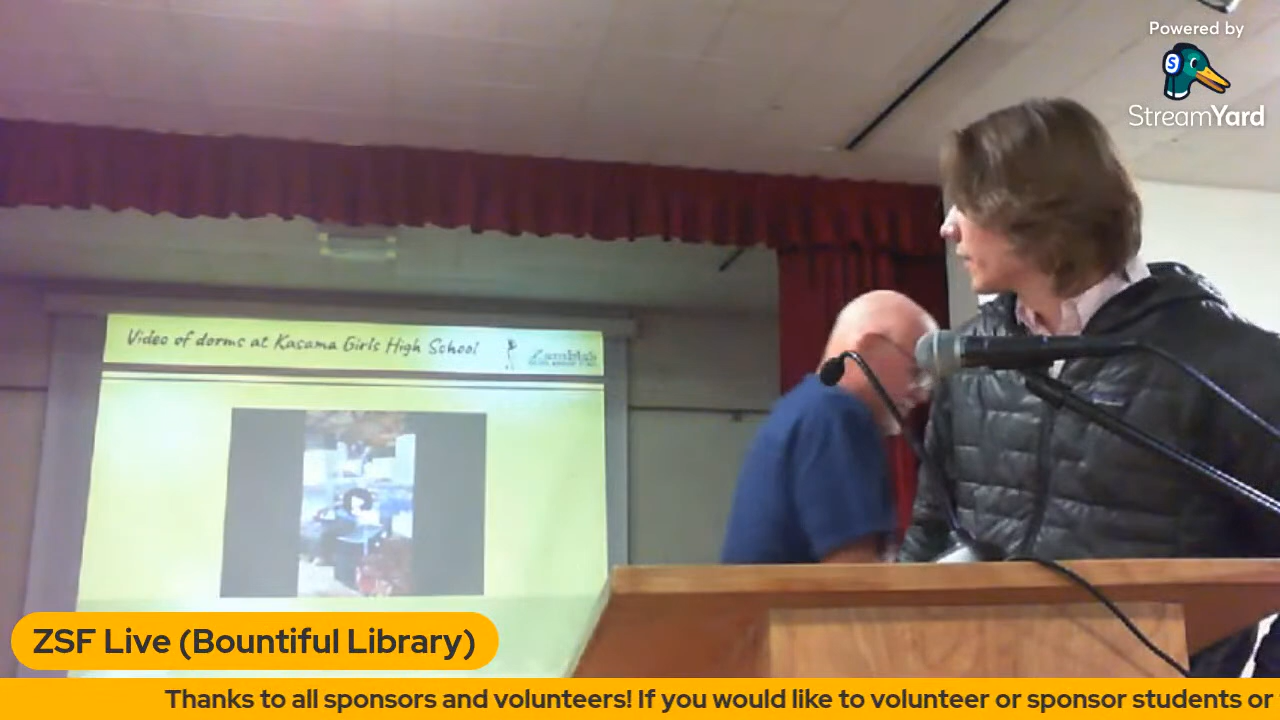 Powered by
StreamYard
Video of dorms at Kasama Girls High School
ZSF Live (Bountiful Library)
Thanks to all sponsors and volunteers! If you would like to volunteer or sponsor students or